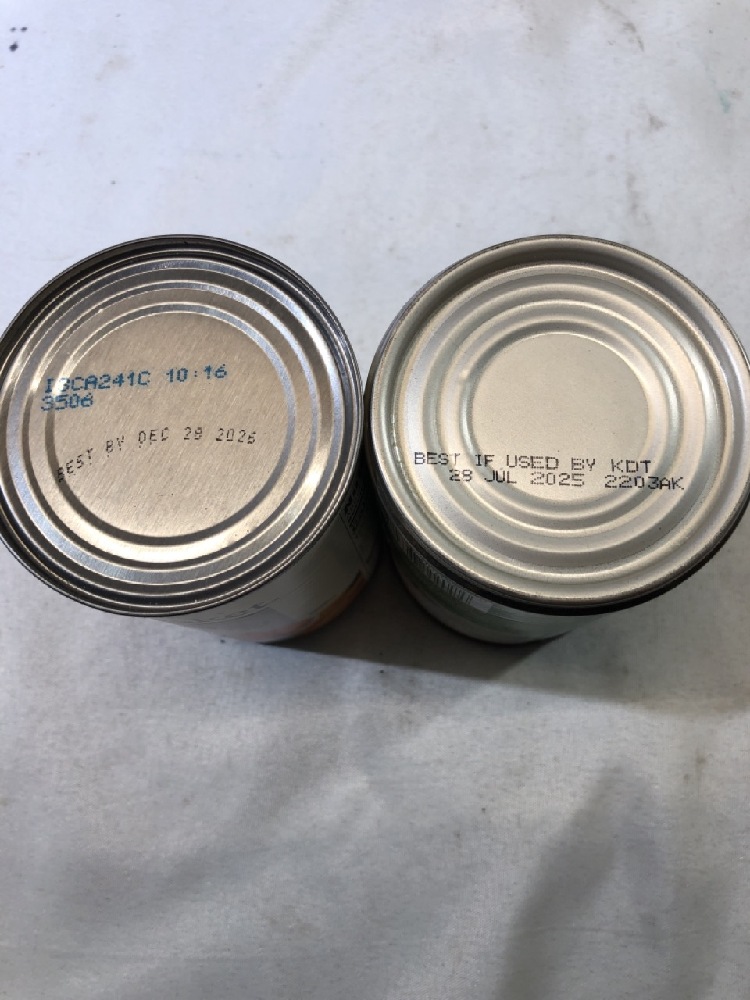 I3CA241C 10:16
3506
BEST BY DEC 29 2026
BEST IF USED BY KDT
28 JUL 2025 2203AK